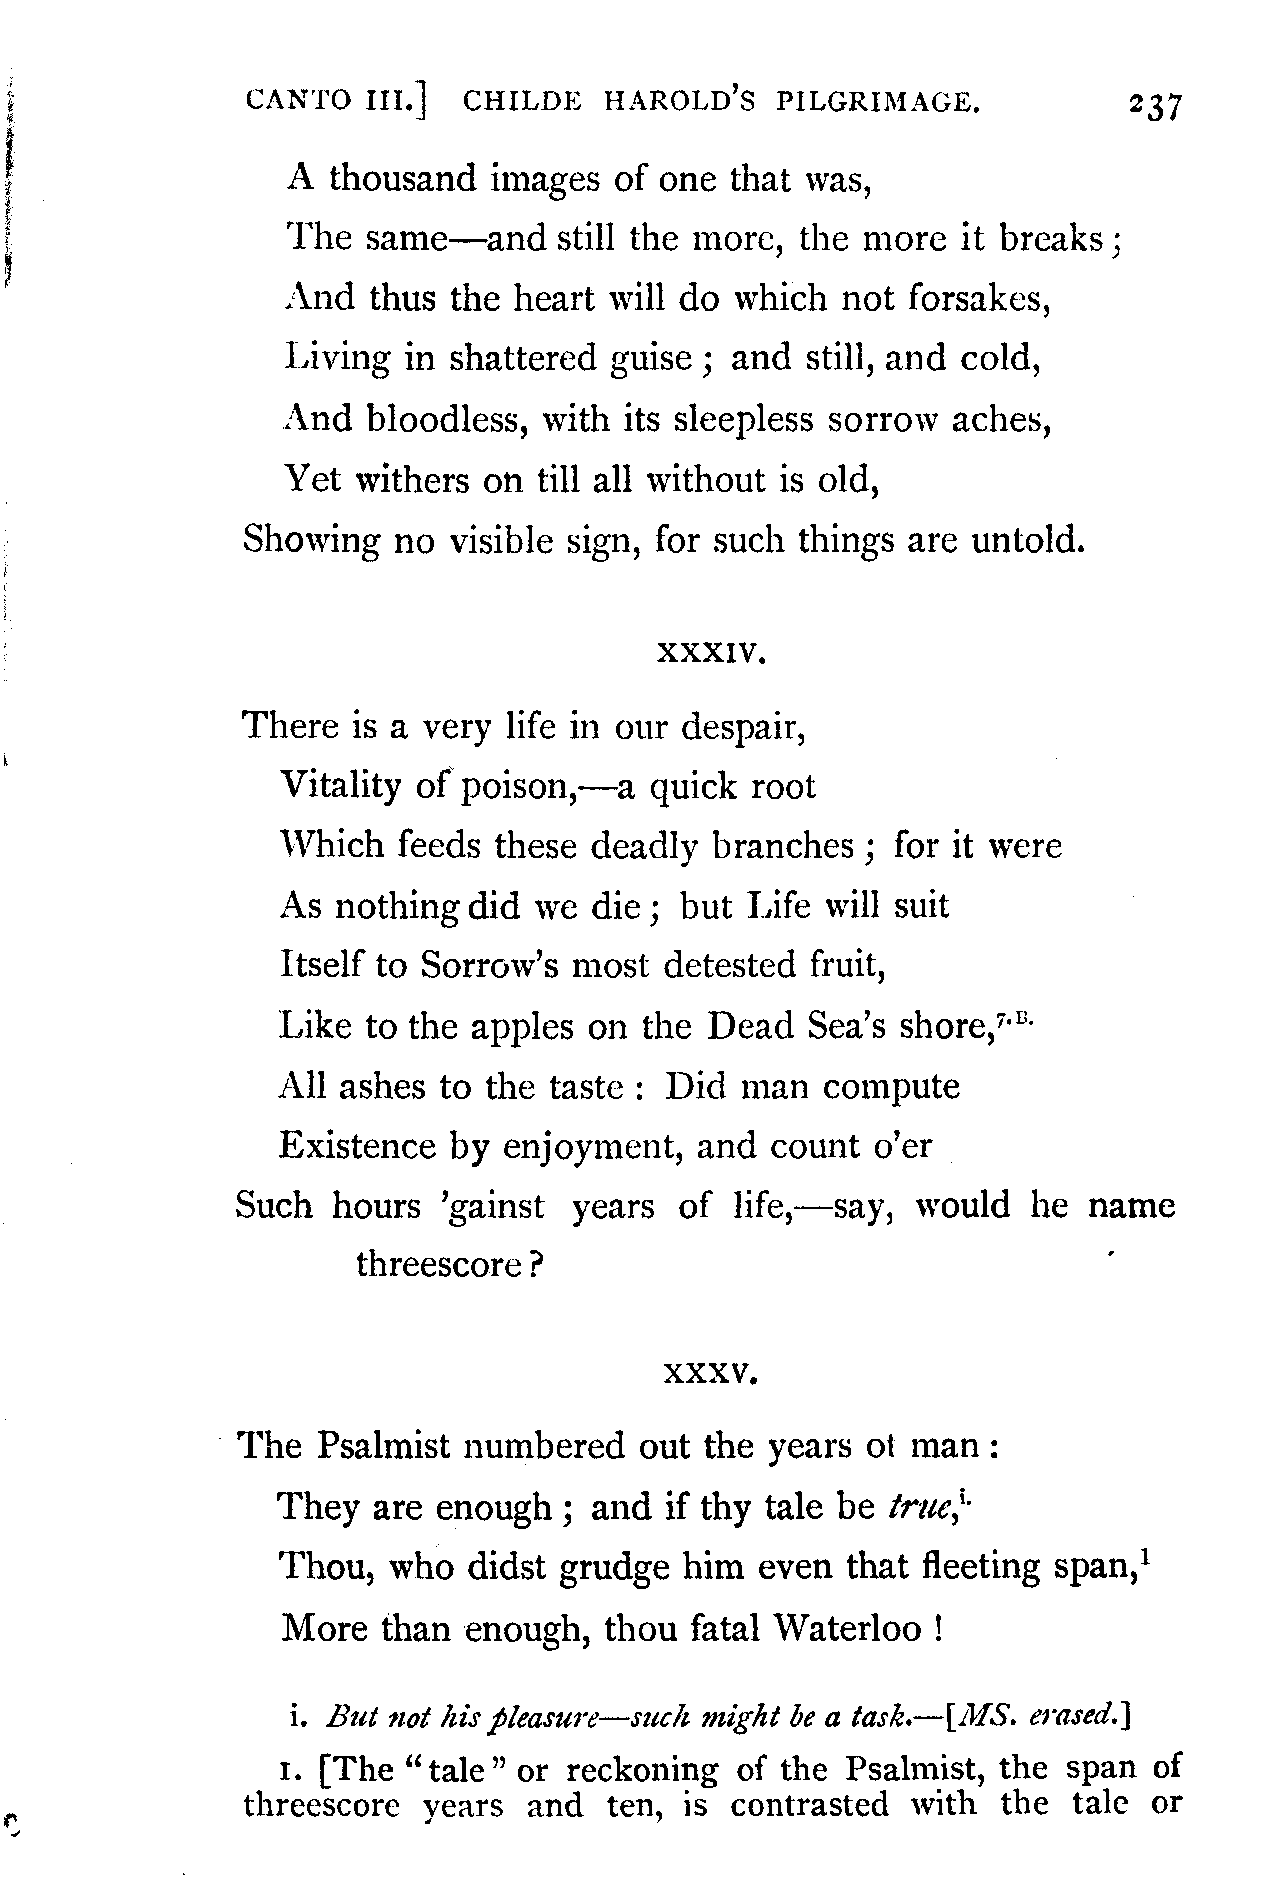 CANTO III.] CHILDE HAROLD'S PILGRIMAGE. 237
A thousand images of one that was,
The same—and still the more, the more it breaks;
And thus the heart will do which not forsakes,
Living in shattered guise; and still, and cold,
And bloodless, with its sleepless sorrow aches,
Yet withers on till all without is old,
Showing no visible sign, for such things are untold.
XXXIV.
There is a very life in our despair,
Vitality of poison,—a quick root
Which feeds these deadly branches; for it were
As nothing did we die; but Life will suit
Itself to Sorrow's most detested fruit,
Like to the apples on the Dead Sea's shore,7.B.
All ashes to the taste: Did man compute
Existence by enjoyment, and count o'er
Such hours 'gainst years of life,—say, would he name
threescore?
XXXV.
The Psalmist numbered out the years of man:
They are enough; and if thy tale be true,i.
Thou, who didst grudge him even that fleeting span,1
More than enough, thou fatal Waterloo!
i. But not his pleasure—such might be a task.—[MS. erased.]
1. [The "tale" or reckoning of the Psalmist, the span of
threescore years and ten, is contrasted with the tale or